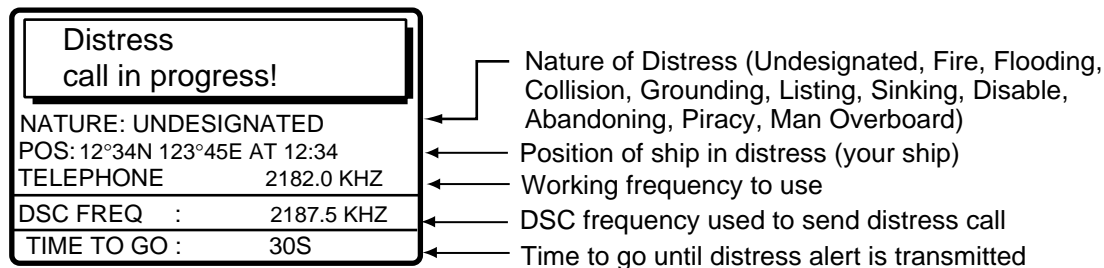 Distress
call in progress!
NATURE: UNDESIGNATED
POS: 12°34N 123°45E AT 12:34
TELEPHONE 2182.0 KHZ
DSC FREQ : 2187.5 KHZ
TIME TO GO : 30S
Nature of Distress (Undesignated, Fire, Flooding,
Collision, Grounding, Listing, Sinking, Disable,
Abandoning, Piracy, Man Overboard)
Position of ship in distress (your ship)
Working frequency to use
DSC frequency used to send distress call
Time to go until distress alert is transmitted